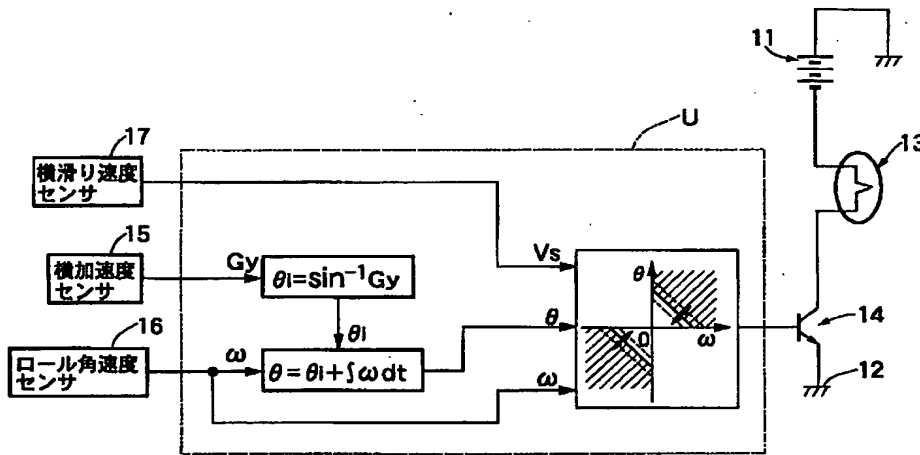 11
U
13
17
横滑り速度
センサ
15
横加速度
センサ
Gy
θi=sin⁻¹Gy
θi
16
ロール角速度
センサ
ω
θ=θi+∫ωdt
Vs
θ
ω
θ
0
ω
14
12